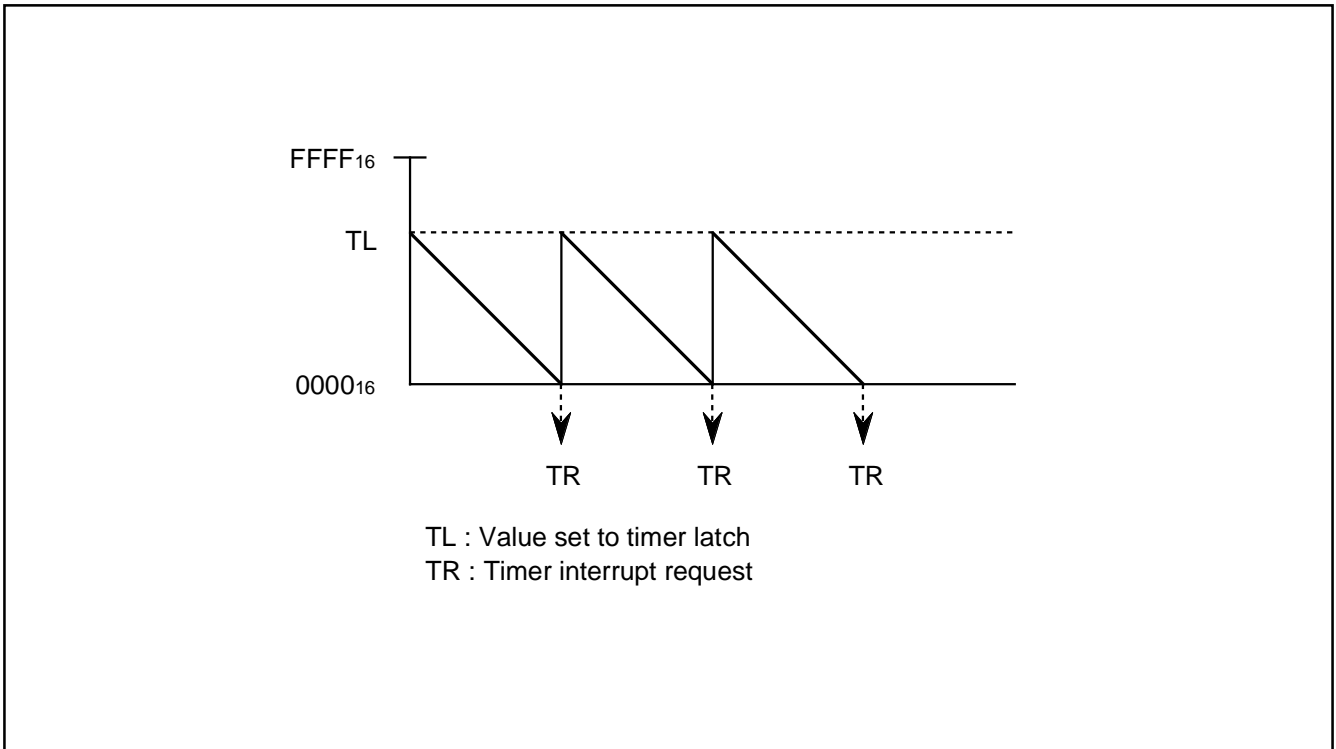 FFFF16
TL
000016
TR TR TR
TL : Value set to timer latch
TR : Timer interrupt request